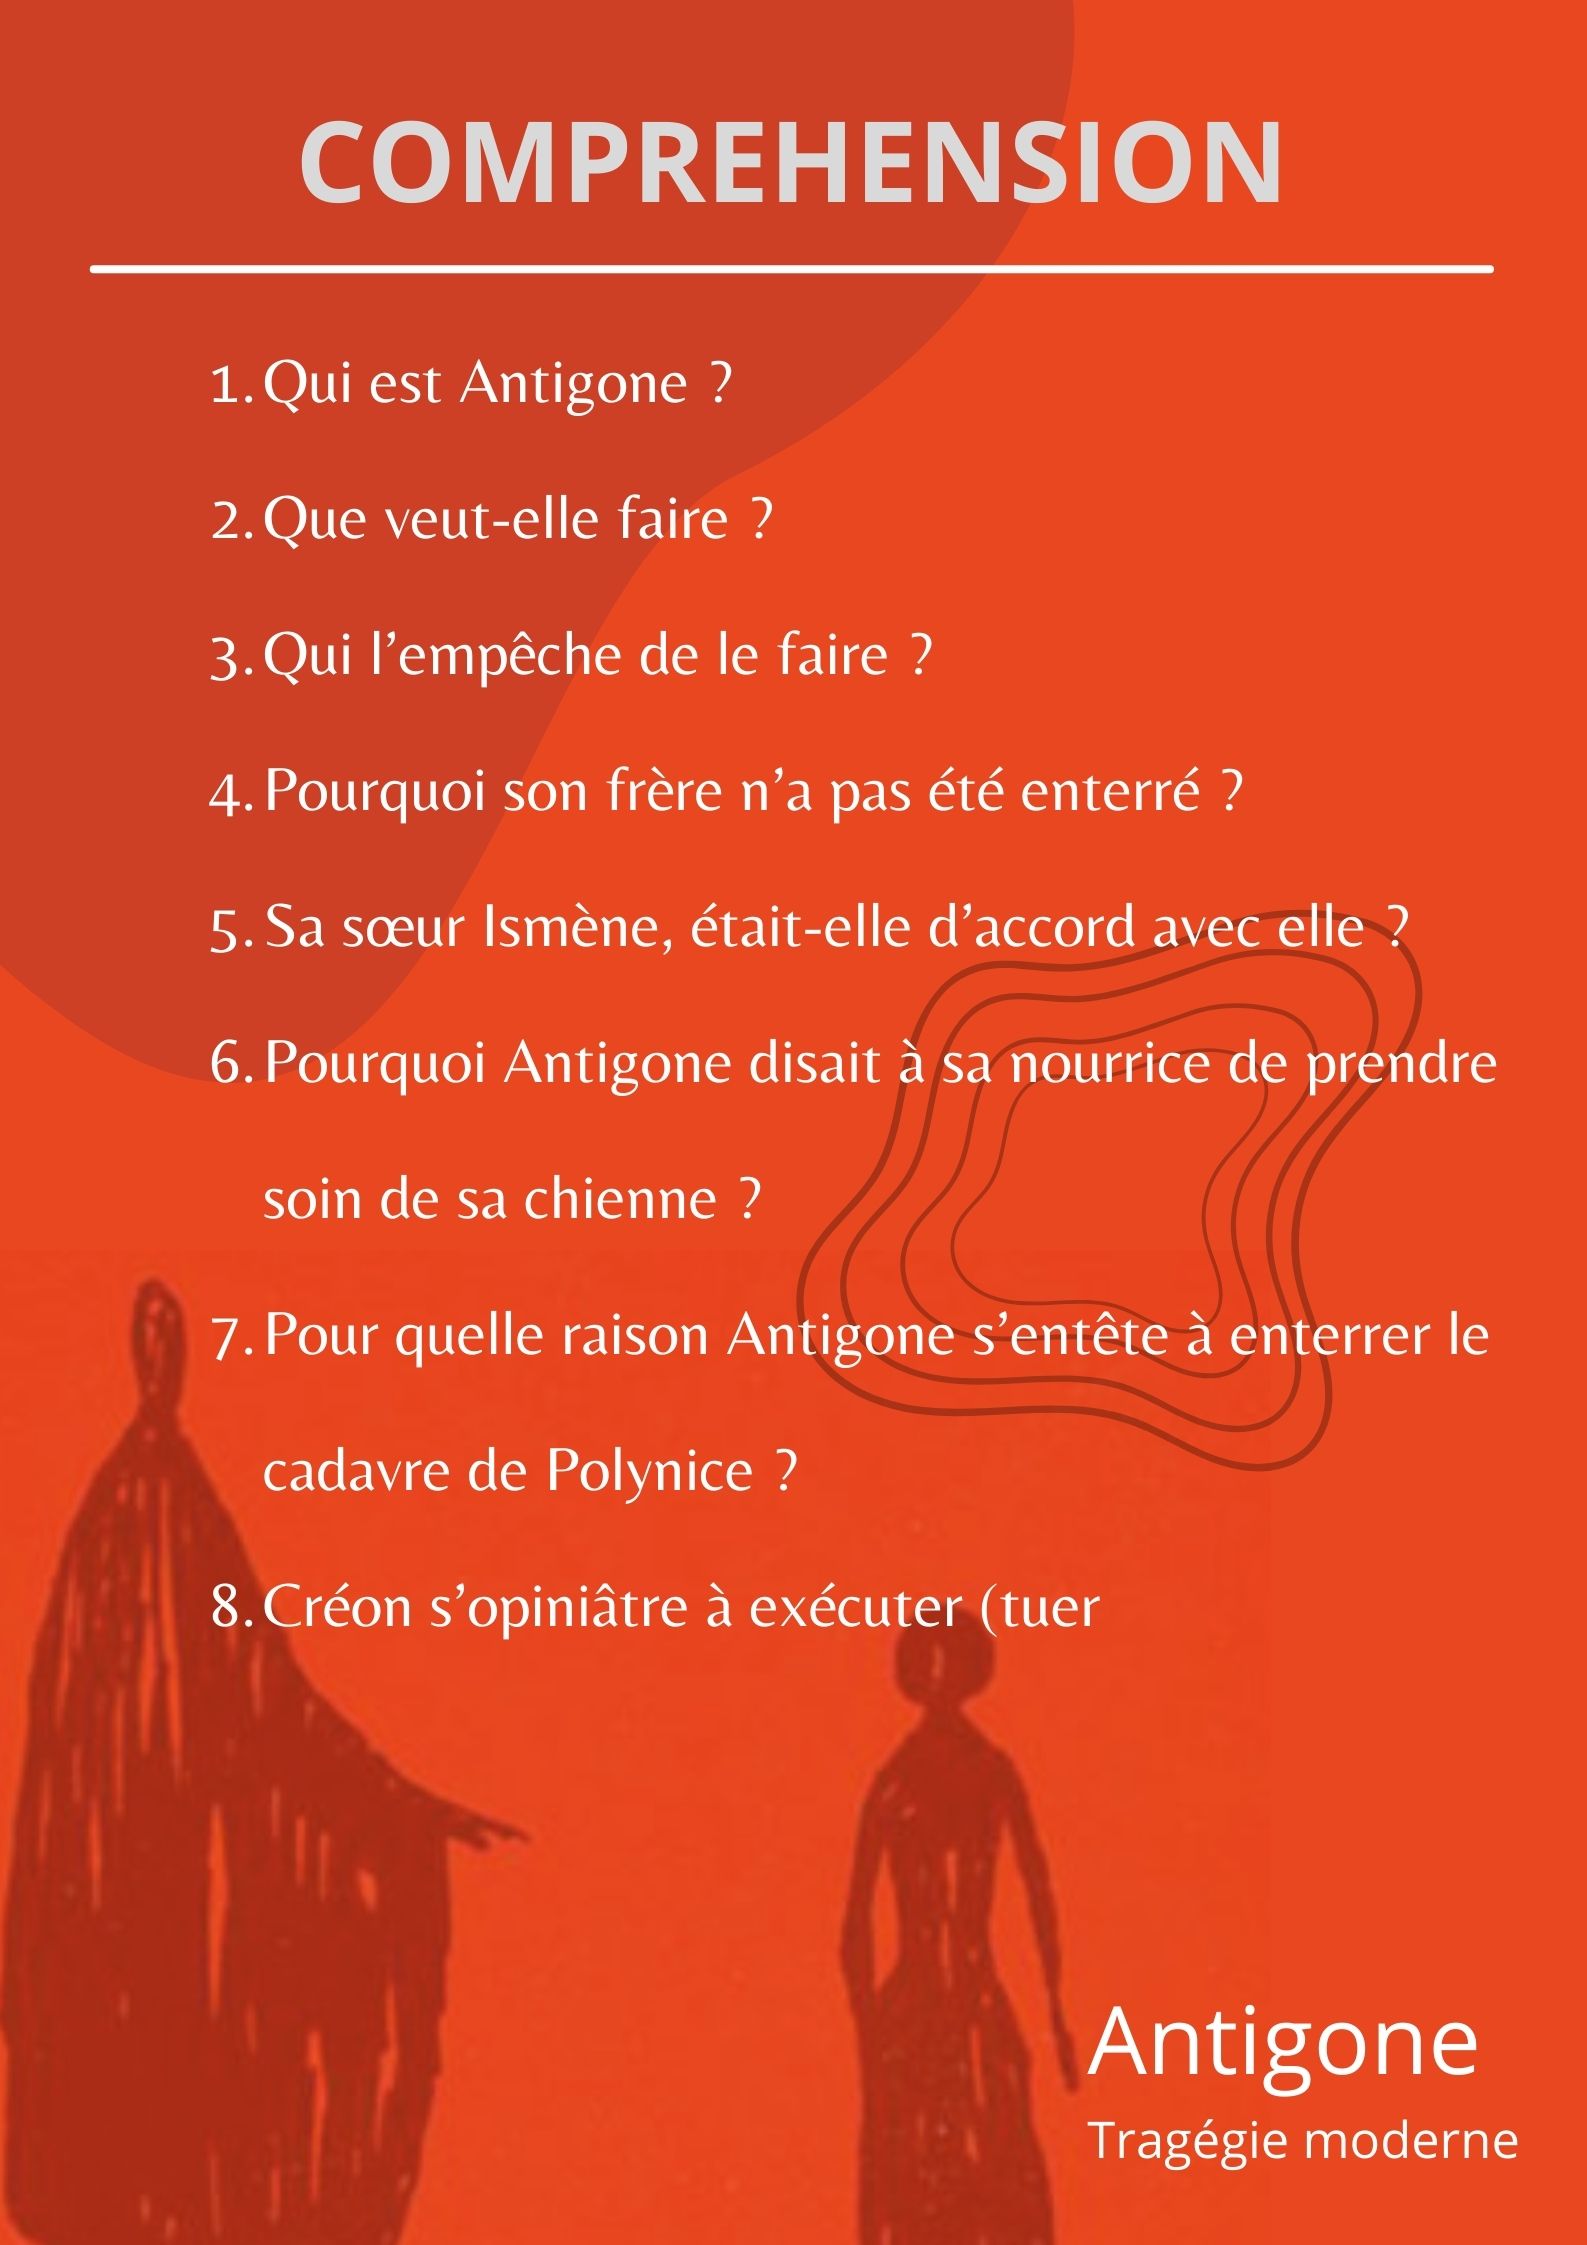 COMPREHENSION
1. Qui est Antigone ?
2. Que veut-elle faire ?
3. Qui l’empêche de le faire ?
4. Pourquoi son frère n’a pas été enterré ?
5. Sa sœur Ismène, était-elle d’accord avec elle ?
6. Pourquoi Antigone disait à sa nourrice de prendre
soin de sa chienne ?
7. Pour quelle raison Antigone s’entête à enterrer le
cadavre de Polynice ?
8. Créon s’opiniâtre à exécuter (tuer
Antigone
Tragégie moderne